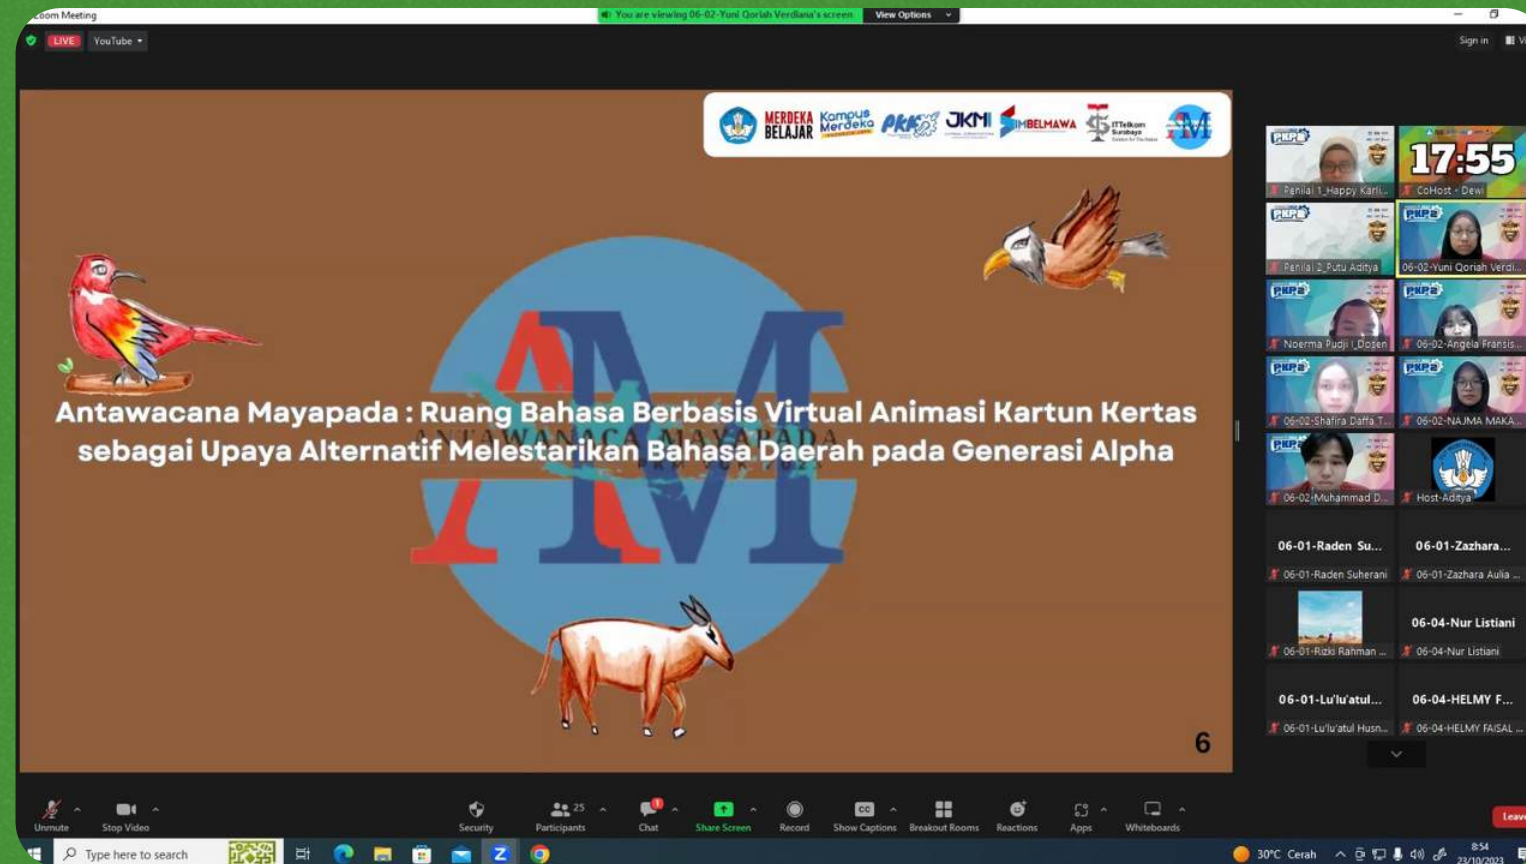 Zoom Meeting
You are viewing 06-02-Yuni Qoriah Verdiana's screen
View Options
LIVE
YouTube
Sign in
MERDEKA
BELAJAR
Kampus
Merdeka
JKMI
SIMBELMAWA
ITTelkom
Surabaya
AM
Antawacana Mayapada : Ruang Bahasa Berbasis Virtual Animasi Kartun Kertas
sebagai Upaya Alternatif Melestarikan Bahasa Daerah pada Generasi Alpha
6
17:55
Penilai 1_Happy Karli...
CoHost - Dewi
Penilai 2_Putu Aditya
06-02-Yuni Qoriah Verdi...
Noerma Pudji I_Dosen
06-02-Angela Fransis...
06-02-Shafira Daffa T...
06-02-NAJMA MAKA...
06-02-Muhammad D...
Host-Aditya
06-01-Raden Su...
06-01-Zazhara...
06-01-Raden Suherani
06-01-Zazhara Aulia ...
06-04-Nur Listiani
06-01-Rizki Rahman ...
06-04-Nur Listiani
06-01-Lu'lu'atul...
06-04-HELMY F...
06-01-Lu'lu'atul Husn...
06-04-HELMY FAISAL ...
Unmute
Stop Video
Security
25
Participants
1
Chat
Share Screen
Record
CC
Show Captions
Breakout Rooms
Reactions
Apps
Whiteboards
Leave
Type here to search
30°C Cerah
8:54
23/10/2023